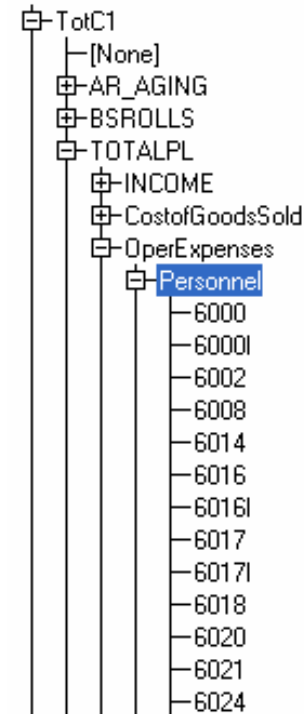 TotC1
[None]
AR_AGING
BSROLLS
TOTALPL
INCOME
CostofGoodsSold
OperExpenses
Personnel
6000
6000I
6002
6008
6014
6016
6016I
6017
6017I
6018
6020
6021
6024